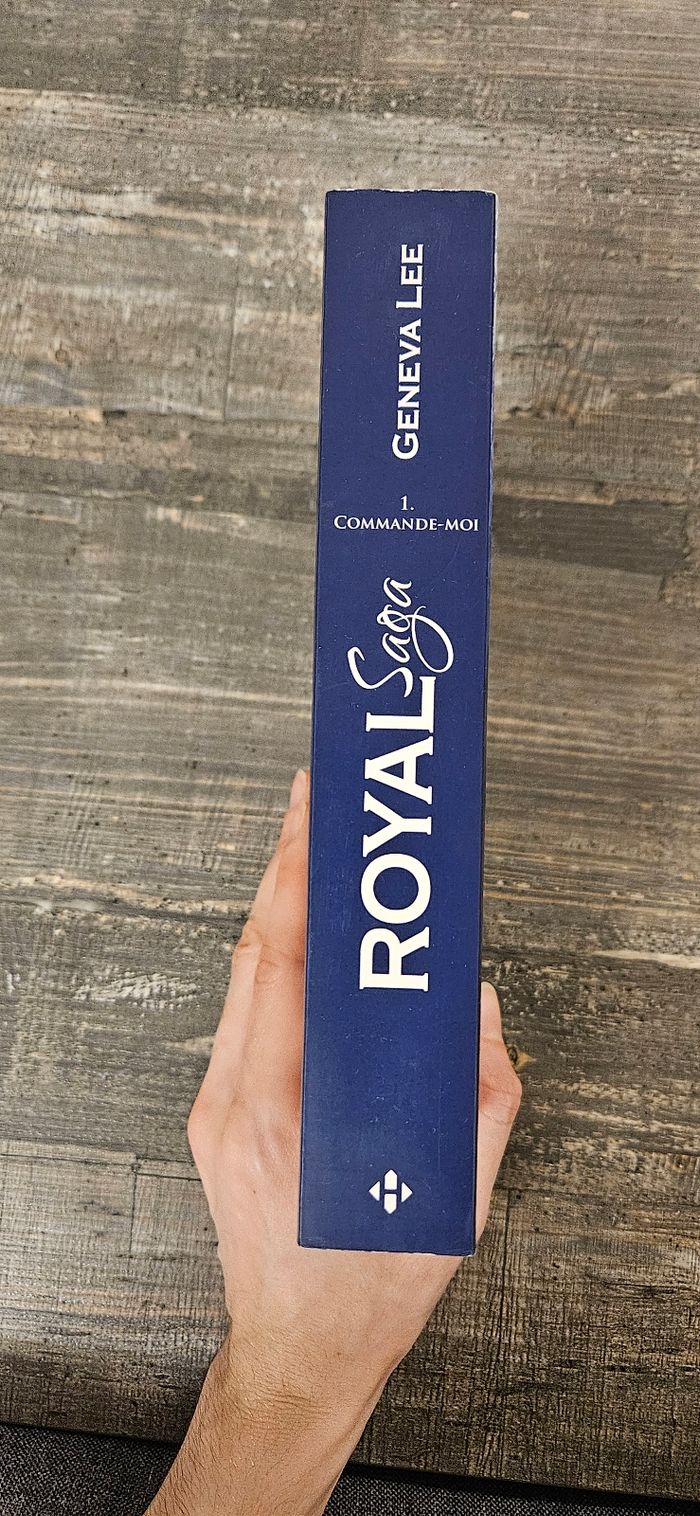 GENEVA LEE
1.
COMMANDE-MOI
ROYAL Saga